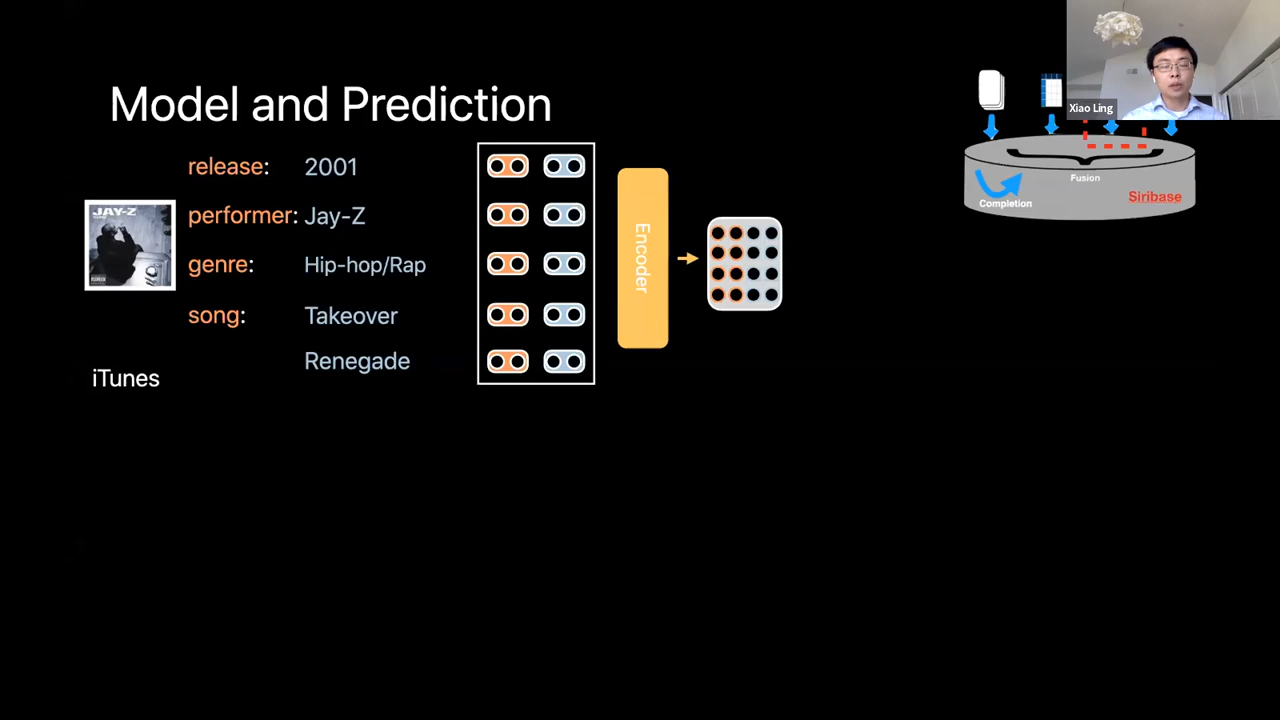 Model and Prediction
release: 2001
performer: Jay-Z
genre: Hip-hop/Rap
song: Takeover
Renegade
iTunes
JAY-Z
Encoder
Xiao Ling
Fusion
Completion
Siribase